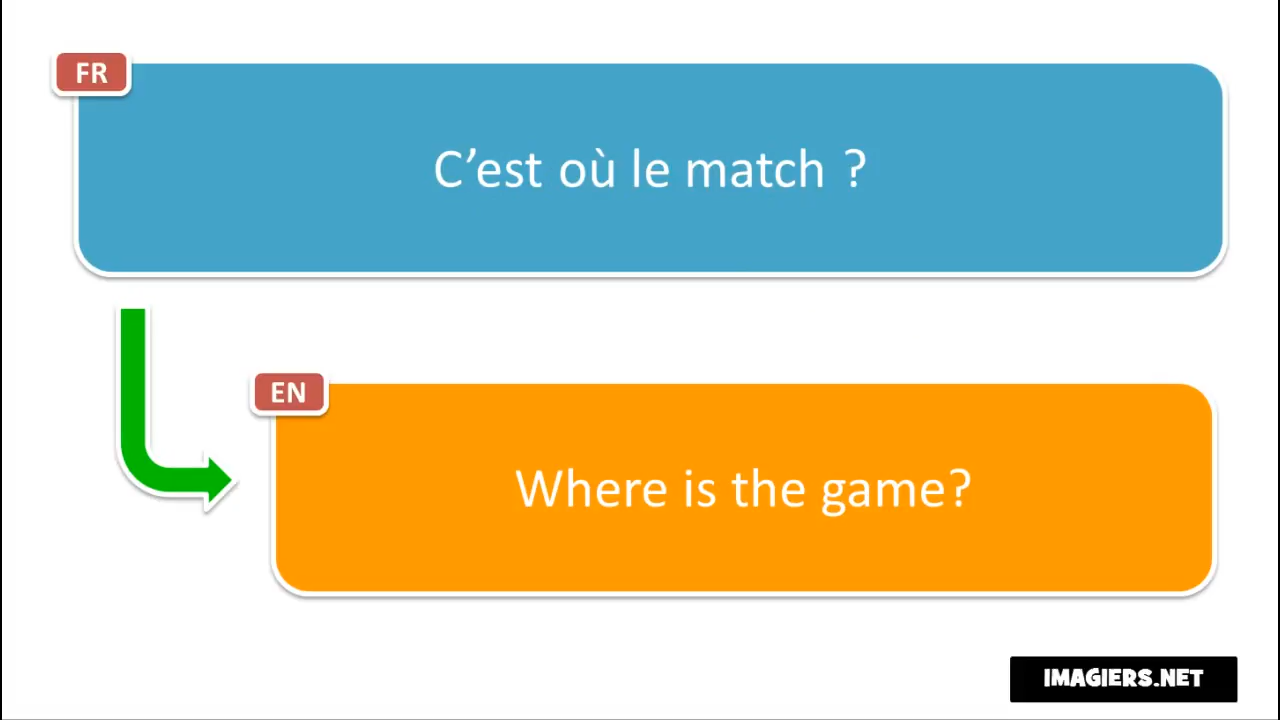 FR
C’est où le match ?
EN
Where is the game?
IMAGIERS.NET